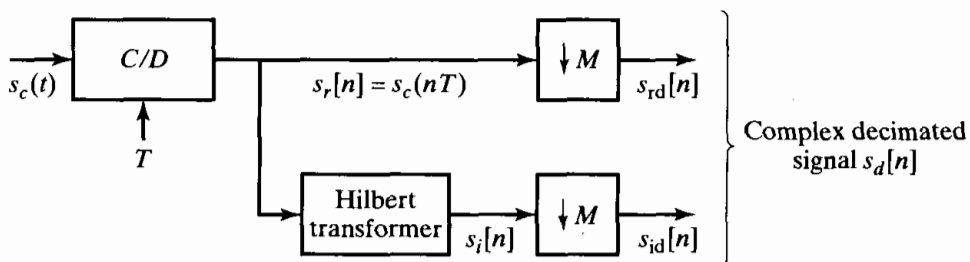 C/D
↓ M
s_c(t)
s_r[n] = s_c(nT)
s_rd[n]
T
Complex decimated
signal s_d[n]
Hilbert
transformer
↓ M
s_i[n]
s_id[n]